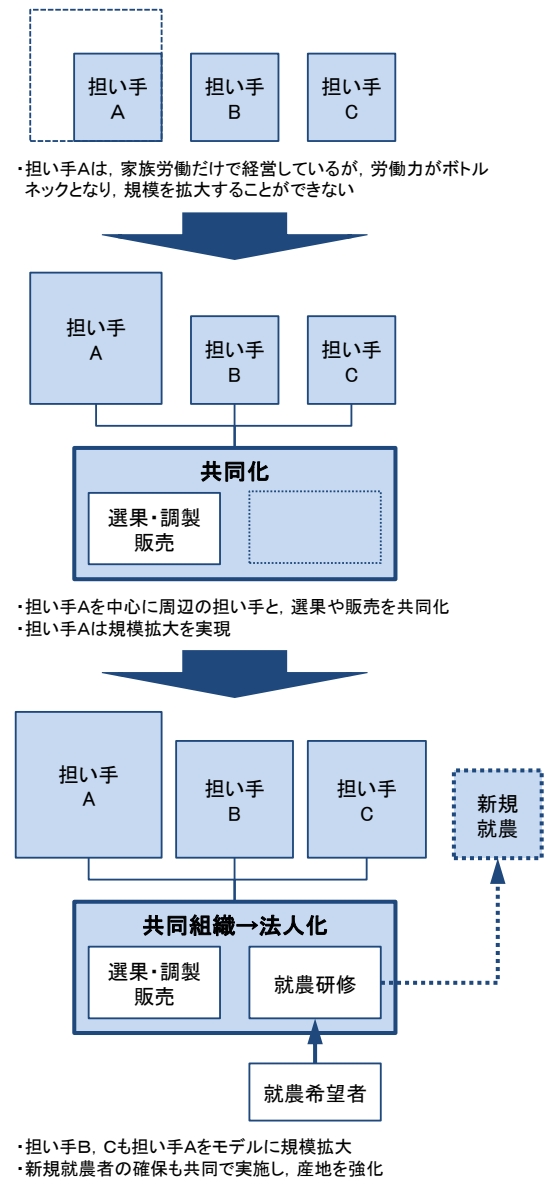 担い手
A
担い手
B
担い手
C
・担い手Aは，家族労働だけで経営しているが，労働力がボトル
ネックとなり，規模を拡大することができない
担い手
A
担い手
B
担い手
C
共同化
選果・調製
販売
・担い手Aを中心に周辺の担い手と，選果や販売を共同化
・担い手Aは規模拡大を実現
担い手
A
担い手
B
担い手
C
新規
就農
共同組織→法人化
選果・調製
販売
就農研修
就農希望者
・担い手B，Cも担い手Aをモデルに規模拡大
・新規就農者の確保も共同で実施し，産地を強化